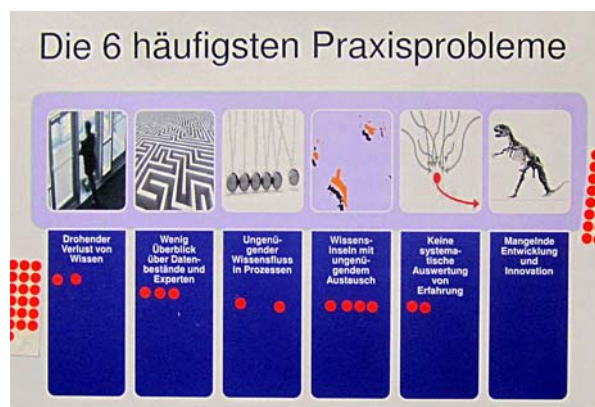 Die 6 häufigsten Praxisprobleme
Drohender
Verlust von
Wissen
Wenig
Überblick
über Daten-
bestände und
Experten
Ungenü-
gender
Wissensfluss
in Prozessen
Wissens-
Inseln mit
ungenü-
gendem
Austausch
Keine
systema-
tische
Auswertung
von
Erfahrung
Mangelnde
Entwicklung
und
Innovation